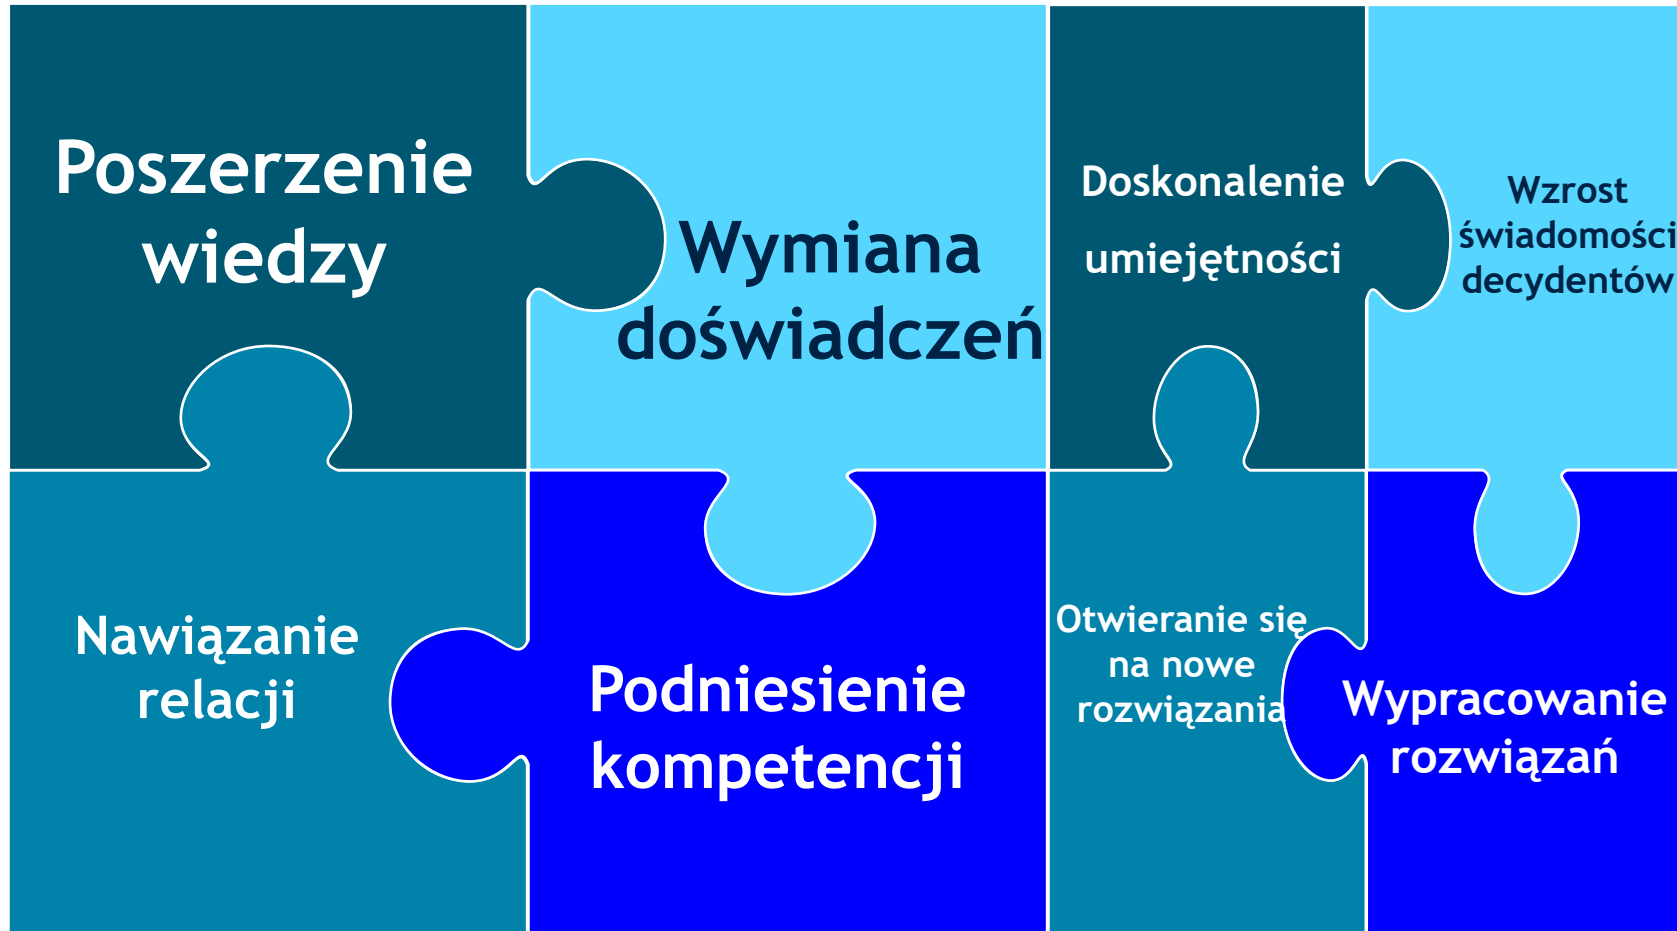 Poszerzenie
wiedzy
Wymiana
doświadczeń
Doskonalenie
umiejętności
Wzrost
świadomości
decydentów
Nawiązanie
relacji
Podniesienie
kompetencji
Otwieranie się
na nowe
rozwiązania
Wypracowanie
rozwiązań